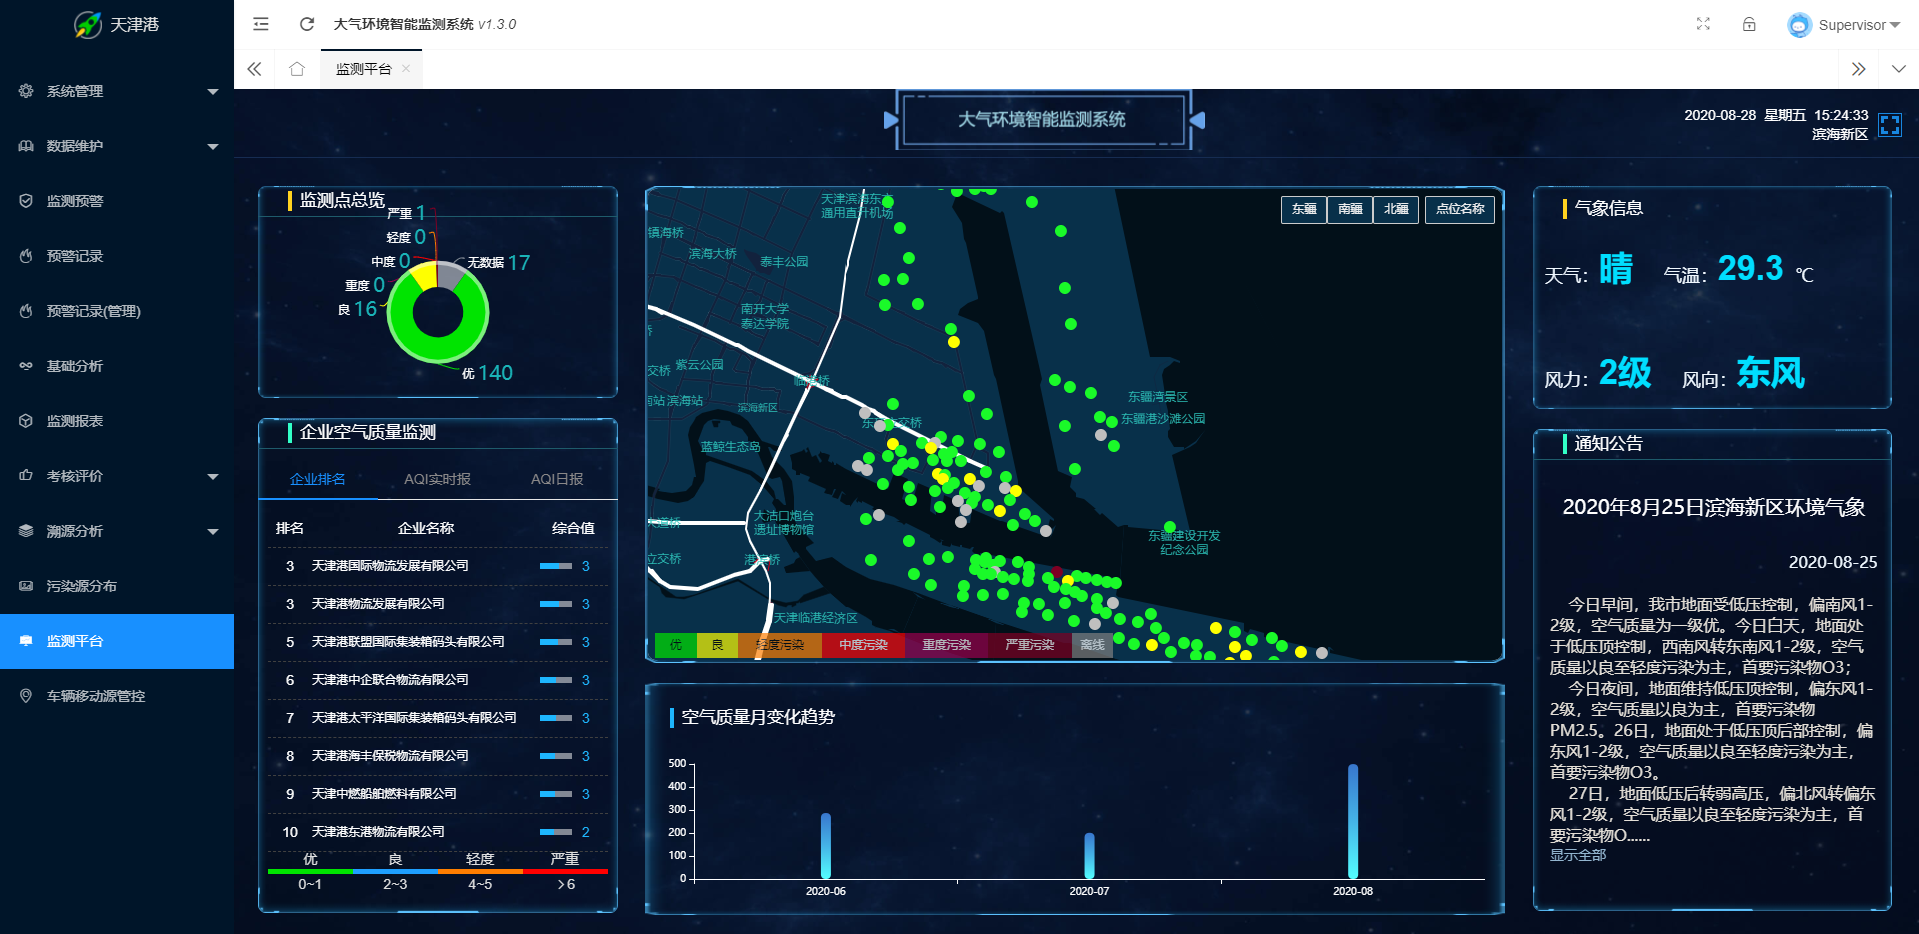 天津港
大气环境智能监测系统 v1.3.0
Supervisor
监测平台
系统管理
数据维护
监测预警
预警记录
预警记录(管理)
基础分析
监测报表
考核评价
溯源分析
污染源分布
监测平台
车辆移动源管控
大气环境智能监测系统
2020-08-28 星期五 15:24:33
滨海新区
监测点总览
严重 1
轻度 0
中度 0
重度 0
良 16
无数据 17
优 140
企业空气质量监测
企业排名 AQI实时报 AQI日报
排名 企业名称 综合值
3 天津港国际物流发展有限公司 3
3 天津港物流发展有限公司 3
5 天津港联盟国际集装箱码头有限公司 3
6 天津港中企联合物流有限公司 3
7 天津港太平洋国际集装箱码头有限公司 3
8 天津港海丰保税物流有限公司 3
9 天津中燃船舶燃料有限公司 3
10 天津港东港物流有限公司 2
优 良 轻度 严重
0~1 2~3 4~5 >6
东疆 南疆 北疆 点位名称
天津滨海东方
通用直升机场
镇海桥
滨海大桥
泰丰公园
南开大学
泰达学院
交桥
紫云公园
临港桥
南站
滨海站
滨海新区
蓝鲸生态岛
东疆湾景区
东疆港沙滩公园
大沽口炮台
遗址博物馆
立交桥
港滨桥
东疆建设开发
纪念公园
天津临港经济区
优 良 轻度污染 中度污染 重度污染 严重污染 离线
空气质量月变化趋势
500
400
300
200
100
0
2020-06 2020-07 2020-08
气象信息
天气： 晴 气温： 29.3 ℃
风力： 2级 风向： 东风
通知公告
2020年8月25日滨海新区环境气象
2020-08-25
今日早间，我市地面受低压控制，偏南风1-
2级，空气质量为一级优。今日白天，地面处
于低压顶控制，西南风转东南风1-2级，空气
质量以良至轻度污染为主，首要污染物O3；
今日夜间，地面维持低压顶控制，偏东风1-
2级，空气质量以良为主，首要污染物
PM2.5。26日，地面处于低压顶后部控制，偏
东风1-2级，空气质量以良至轻度污染为主，
首要污染物O3。
27日，地面低压后转弱高压，偏北风转偏东
风1-2级，空气质量以良至轻度污染为主，首
要污染物O......
显示全部